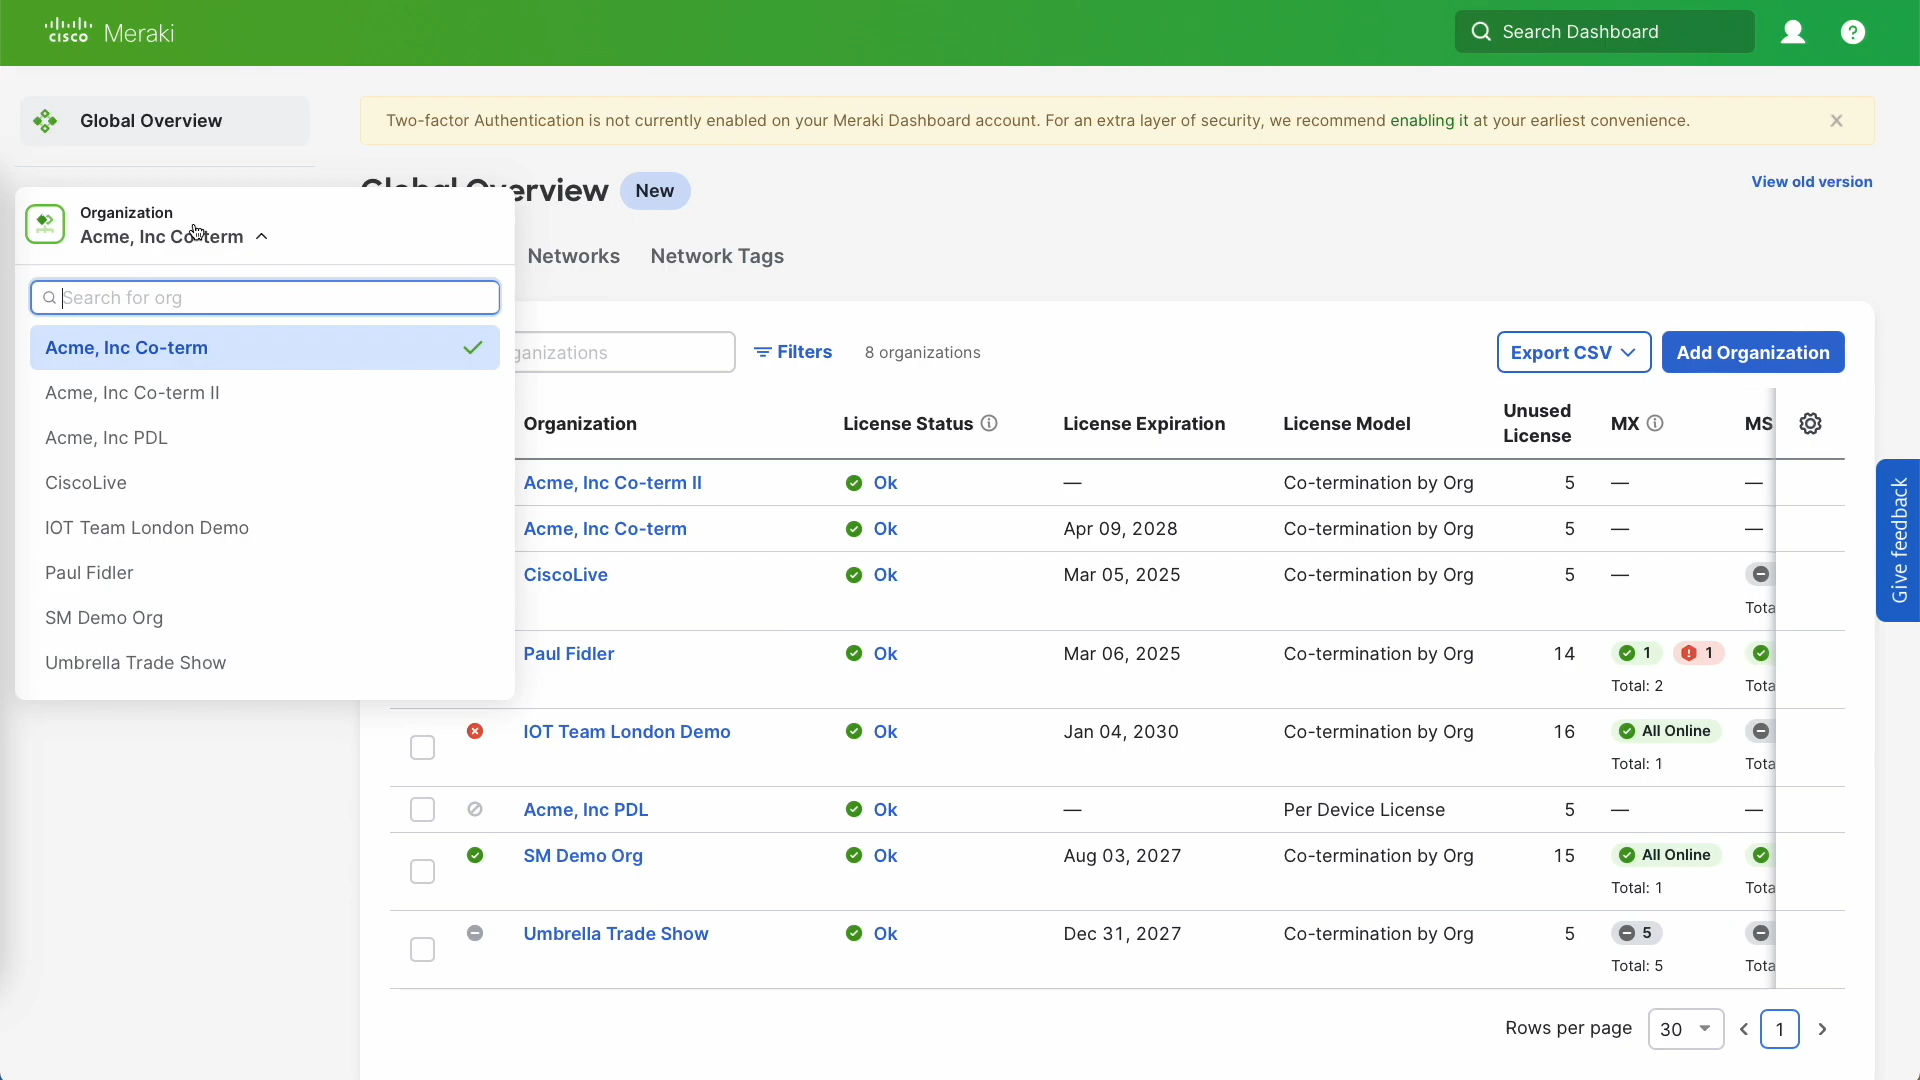 cisco Meraki
Search Dashboard
?
Global Overview
Two-factor Authentication is not currently enabled on your Meraki Dashboard account. For an extra layer of security, we recommend enabling it at your earliest convenience.
Overview New
View old version
Organization
Acme, Inc Co-term
Networks
Network Tags
Search for org
Acme, Inc Co-term
Acme, Inc Co-term II
Acme, Inc PDL
CiscoLive
IOT Team London Demo
Paul Fidler
SM Demo Org
Umbrella Trade Show
ganizations
Filters
8 organizations
Export CSV
Add Organization
Organization
License Status
License Expiration
License Model
Unused
License
MX
MS
Acme, Inc Co-term II Ok — Co-termination by Org 5 — —
Acme, Inc Co-term Ok Apr 09, 2028 Co-termination by Org 5 — —
CiscoLive Ok Mar 05, 2025 Co-termination by Org 5 —
Tota
Paul Fidler Ok Mar 06, 2025 Co-termination by Org 14 1 1
Total: 2 Tota
IOT Team London Demo Ok Jan 04, 2030 Co-termination by Org 16 All Online
Total: 1 Tota
Acme, Inc PDL Ok — Per Device License 5 — —
SM Demo Org Ok Aug 03, 2027 Co-termination by Org 15 All Online
Total: 1 Tota
Umbrella Trade Show Ok Dec 31, 2027 Co-termination by Org 5 5
Total: 5 Tota
Rows per page 30 1
Give feedback